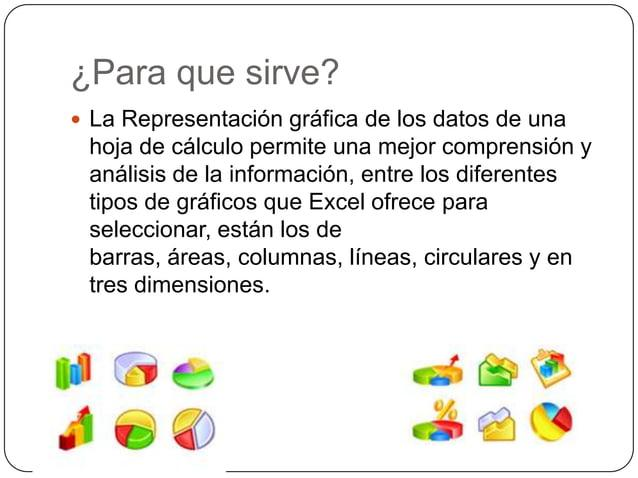 ¿Para que sirve?
• La Representación gráfica de los datos de una
hoja de cálculo permite una mejor comprensión y
análisis de la información, entre los diferentes
tipos de gráficos que Excel ofrece para
seleccionar, están los de
barras, áreas, columnas, líneas, circulares y en
tres dimensiones.
%